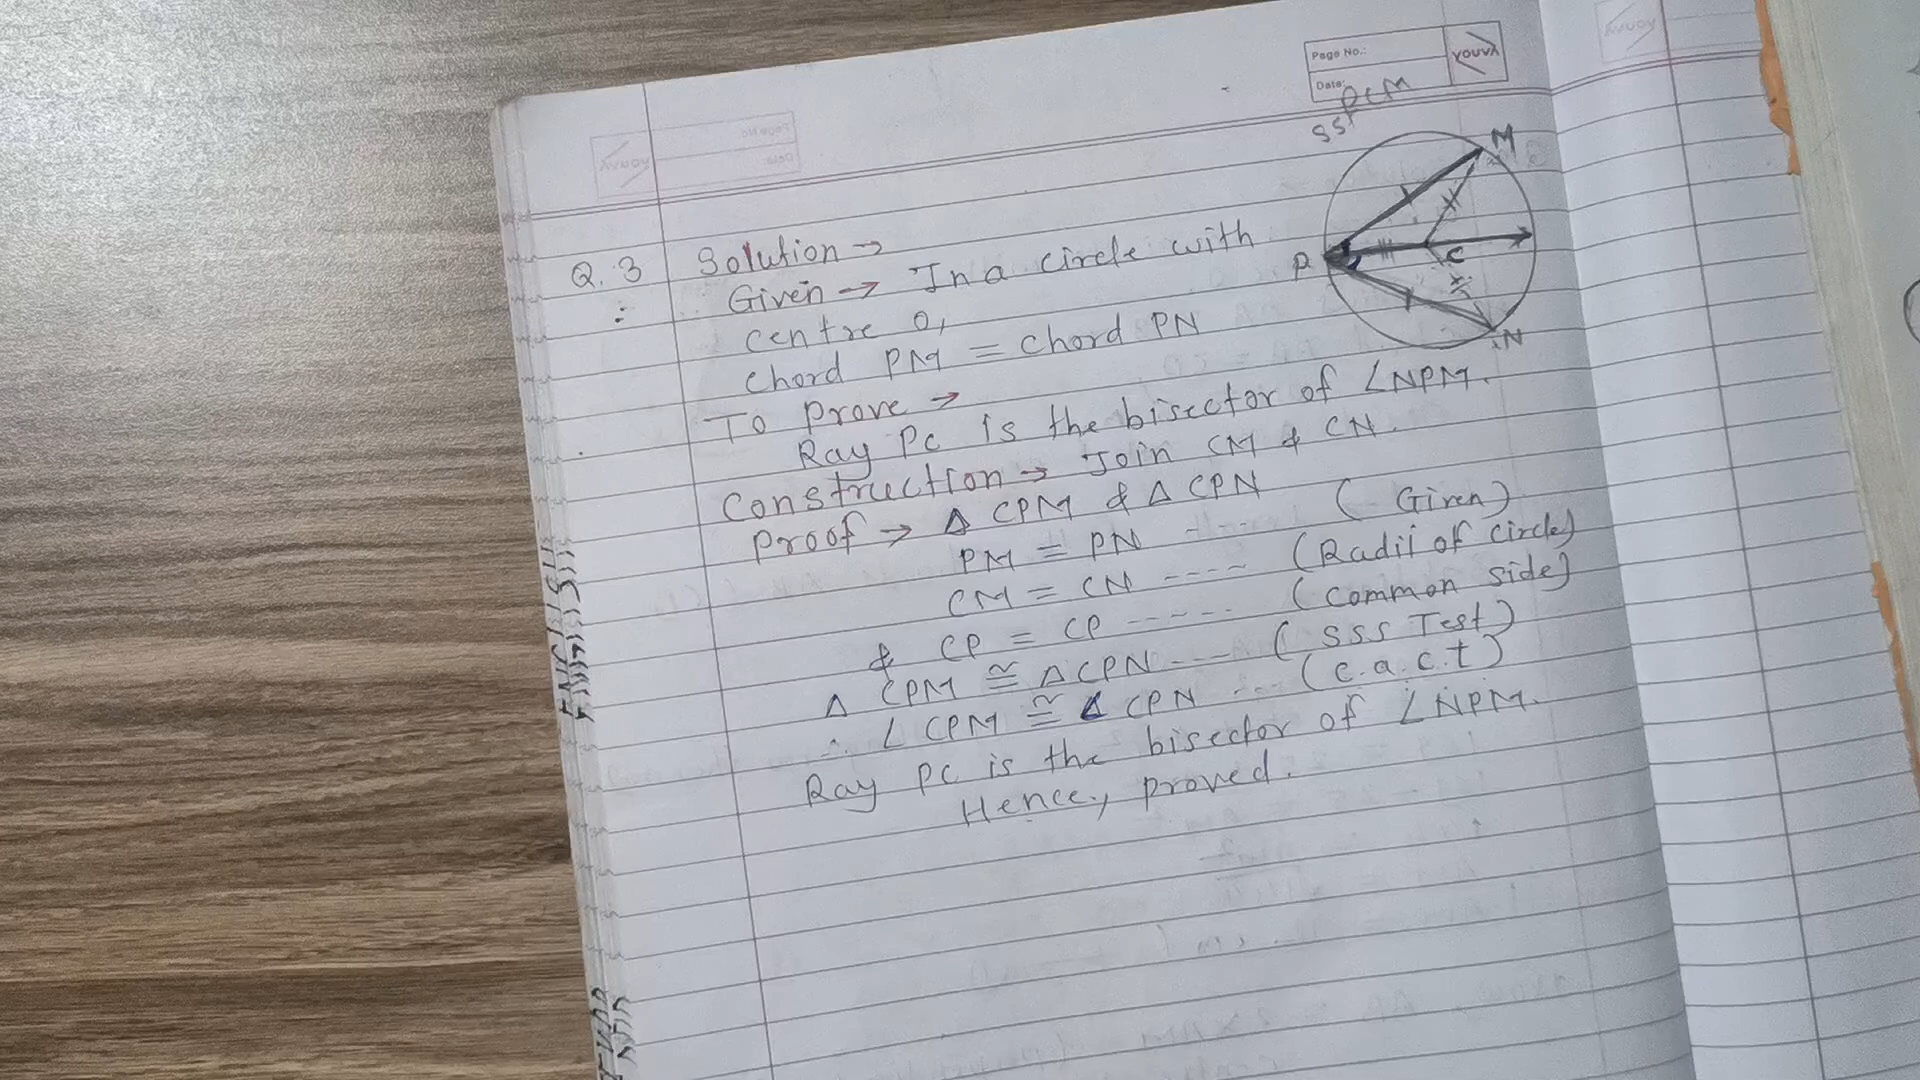 Page No.:
Date:
YOUVA
PCM
M
P
C
N
Q.3 Solution →
Given → In a circle with
centre O,
chord PM = chord PN
To prove →
Ray PC is the bisector of ∠NPM.
Construction → Join CM & CN.
Proof → Δ CPM & Δ CPN
PM = PN ---- (Given)
CM = CN ---- (Radii of circle)
& CP = CP ----- (common side)
Δ CPM ≅ Δ CPN ---- (SSS Test)
∴ ∠ CPM ≅ ∠ CPN --- (c.a.c.t)
Ray PC is the bisector of ∠NPM.
Hence, proved.